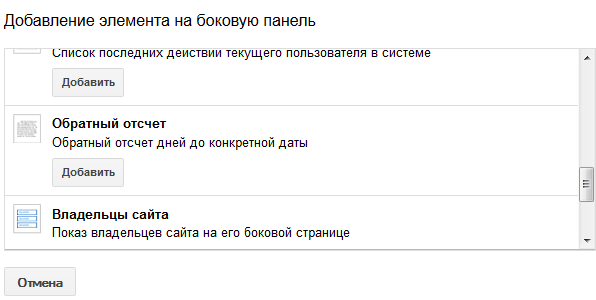 Добавление элемента на боковую панель
Список последних действий текущего пользователя в системе
Добавить
Обратный отсчет
Обратный отсчет дней до конкретной даты
Добавить
Владельцы сайта
Показ владельцев сайта на его боковой странице
Отмена